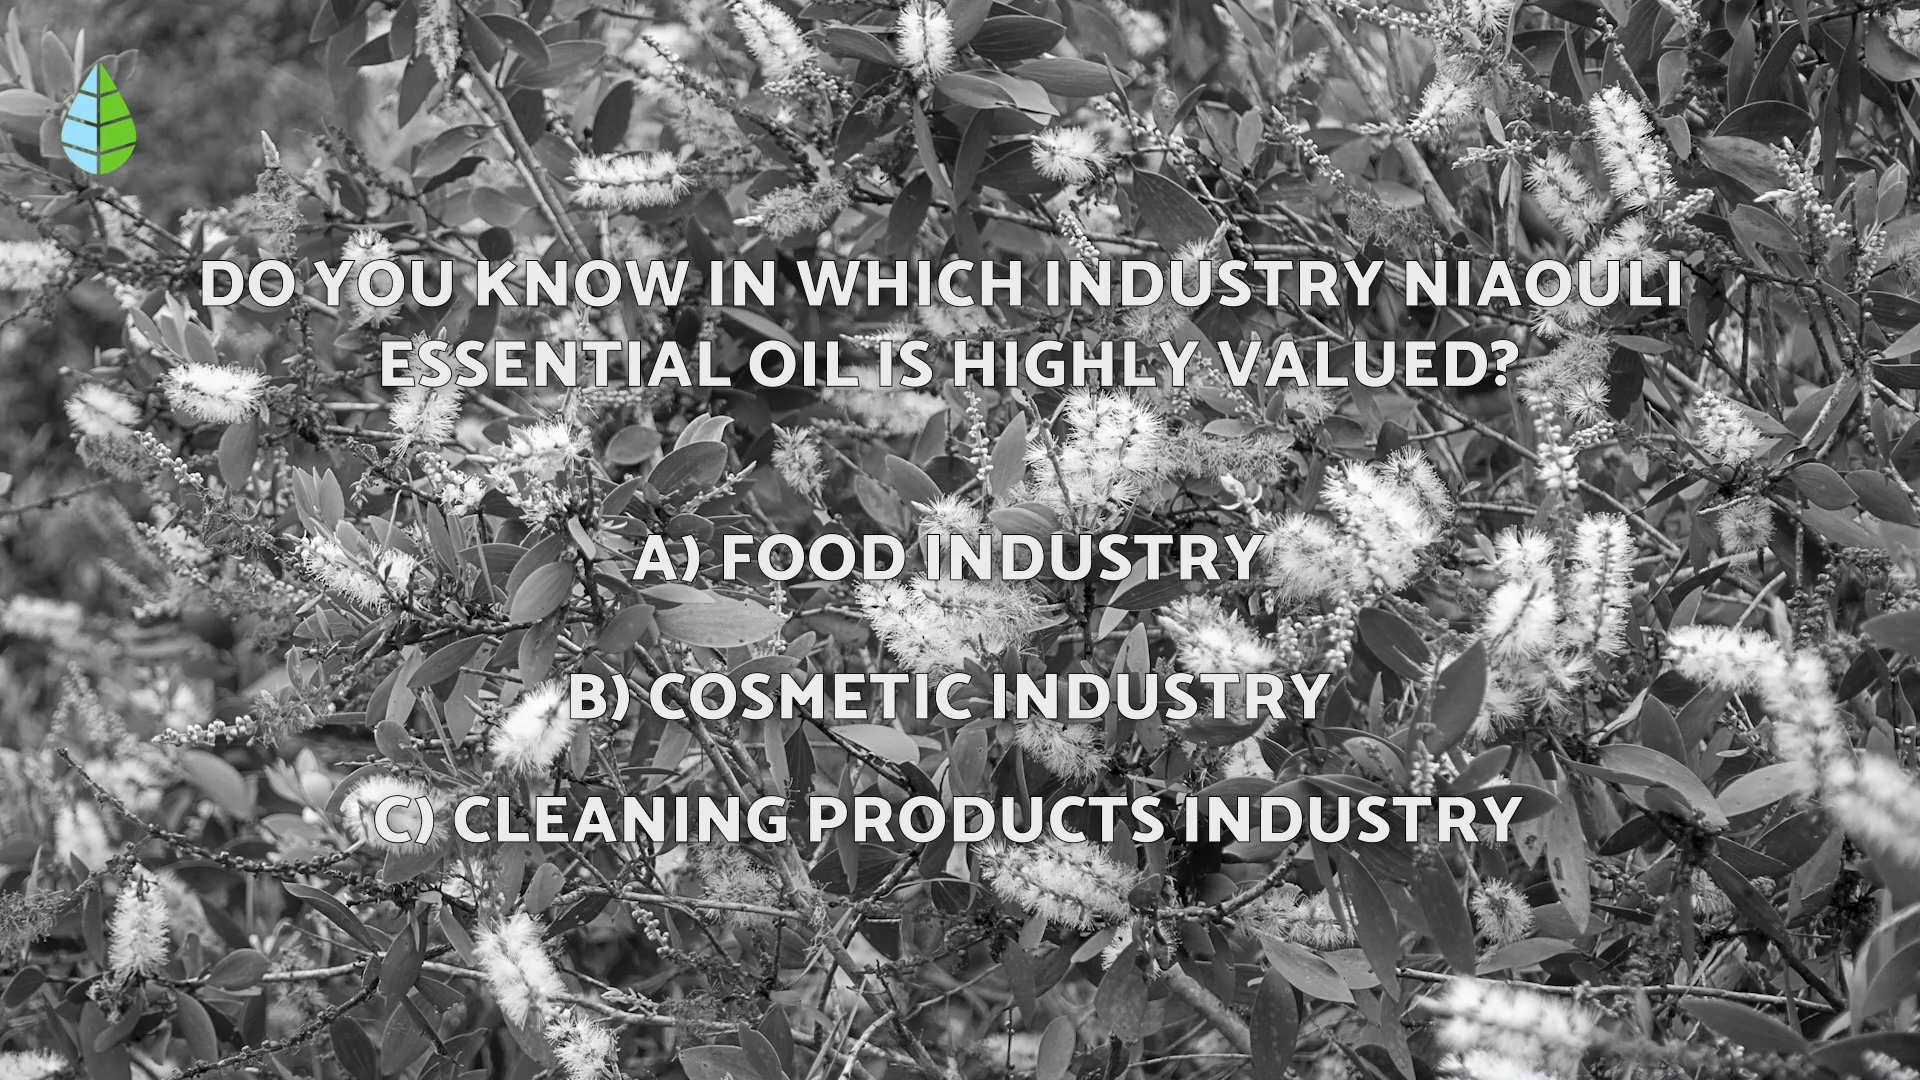 DO YOU KNOW IN WHICH INDUSTRY NIAOULI
ESSENTIAL OIL IS HIGHLY VALUED?
A) FOOD INDUSTRY
B) COSMETIC INDUSTRY
C) CLEANING PRODUCTS INDUSTRY